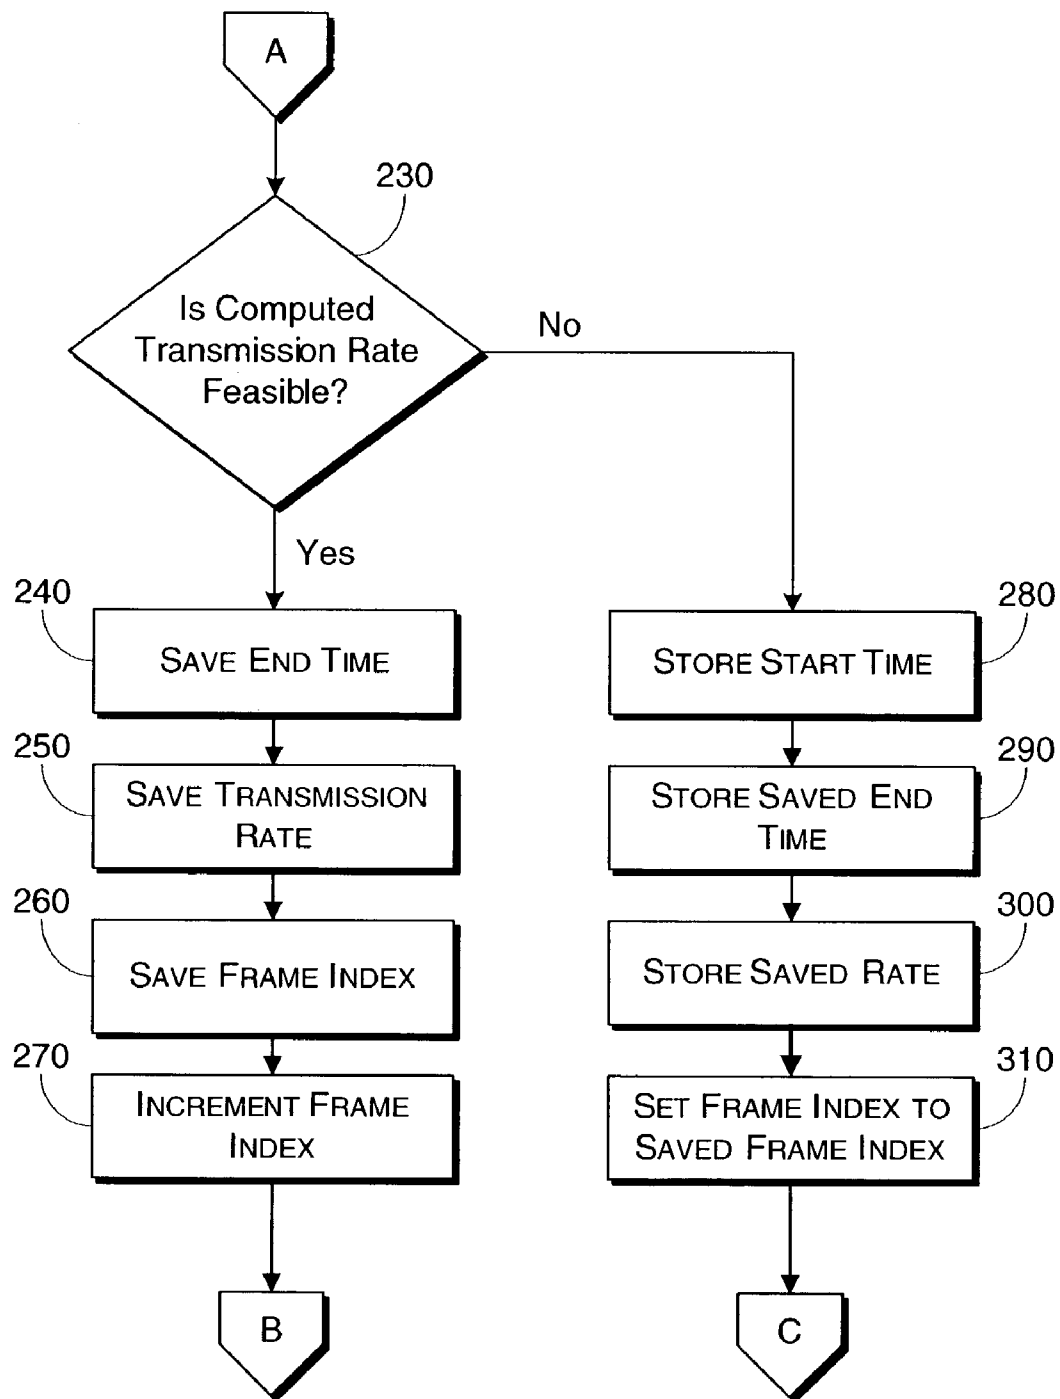 A
230
Is Computed
Transmission Rate
Feasible?
No
Yes
240
SAVE END TIME
250
SAVE TRANSMISSION
RATE
260
SAVE FRAME INDEX
270
INCREMENT FRAME
INDEX
B
280
STORE START TIME
290
STORE SAVED END
TIME
300
STORE SAVED RATE
310
SET FRAME INDEX TO
SAVED FRAME INDEX
C